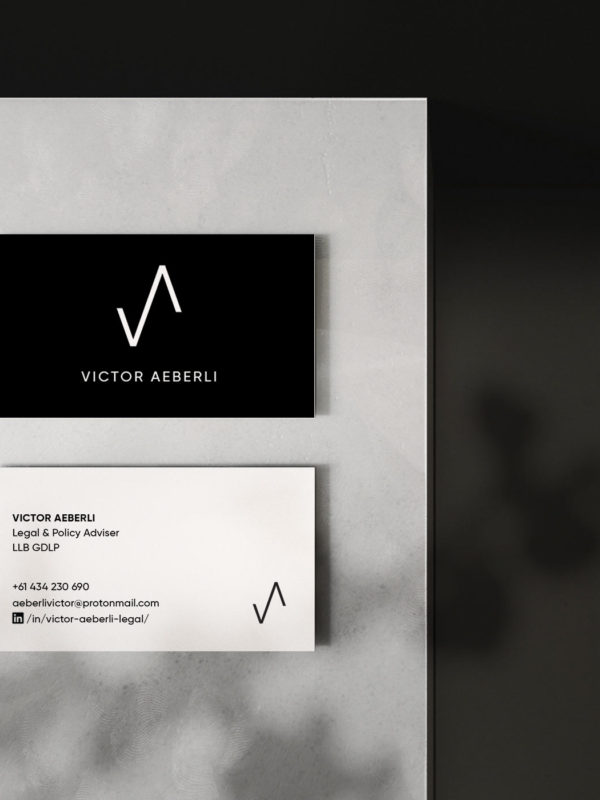 VICTOR AEBERLI
VICTOR AEBERLI
Legal & Policy Adviser
LLB GDLP
+61 434 230 690
aeberlivictor@protonmail.com
in /in/victor-aeberli-legal/